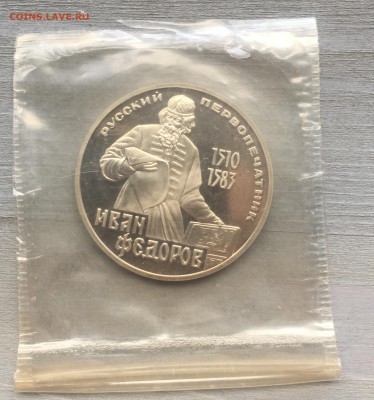 COINS.LAVE.RU
РУССКИЙ ПЕРВОПЕЧАТНИК
1510
1583
ИВАН
ФЕДОРОВ